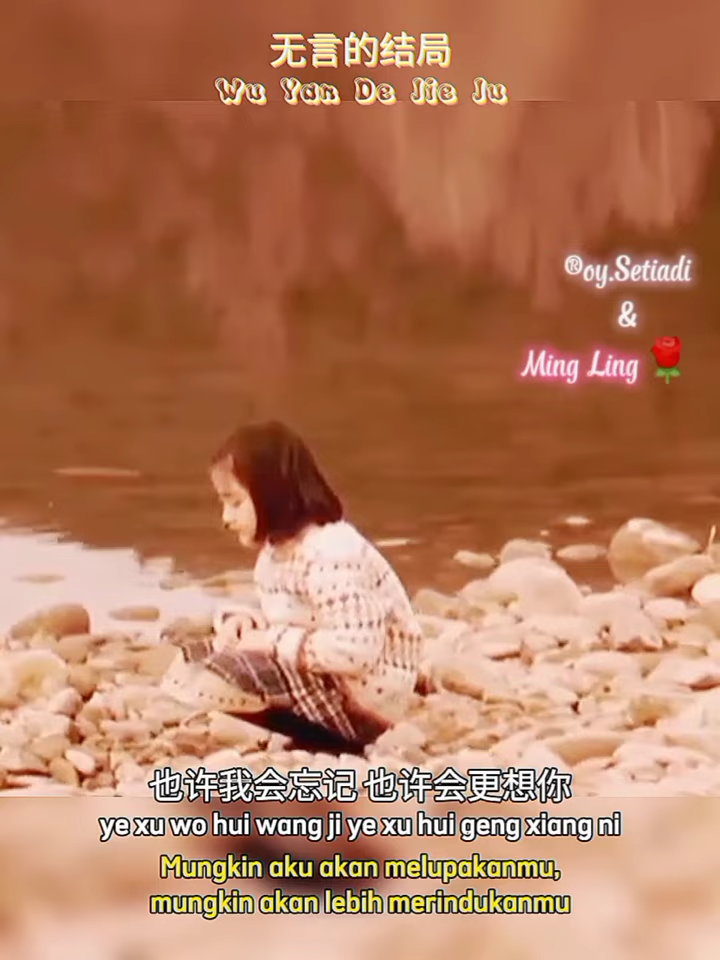 无言的结局
Wu Yan De Jie Ju
®oy.Setiadi
&
Ming Ling
也许我会忘记 也许会更想你
ye xu wo hui wang ji ye xu hui geng xiang ni
Mungkin aku akan melupakanmu,
mungkin akan lebih merindukanmu